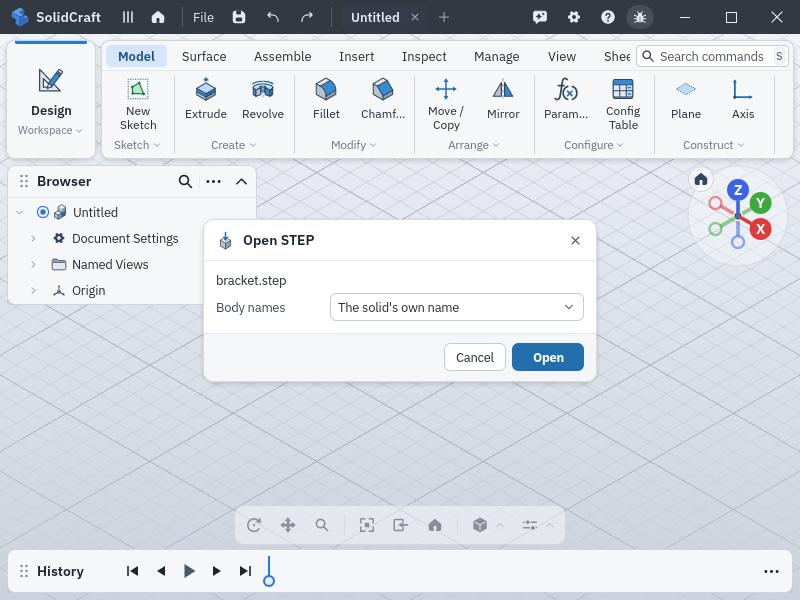 SolidCraft
File
Untitled
Design
Workspace
Model
Surface
Assemble
Insert
Inspect
Manage
View
Shee
Search commands
S
New Sketch
Extrude
Revolve
Fillet
Chamf...
Move / Copy
Mirror
Param...
Config Table
Plane
Axis
Sketch
Create
Modify
Arrange
Configure
Construct
Browser
Untitled
Document Settings
Named Views
Origin
Z
Y
X
Open STEP
bracket.step
Body names
The solid's own name
Cancel
Open
History